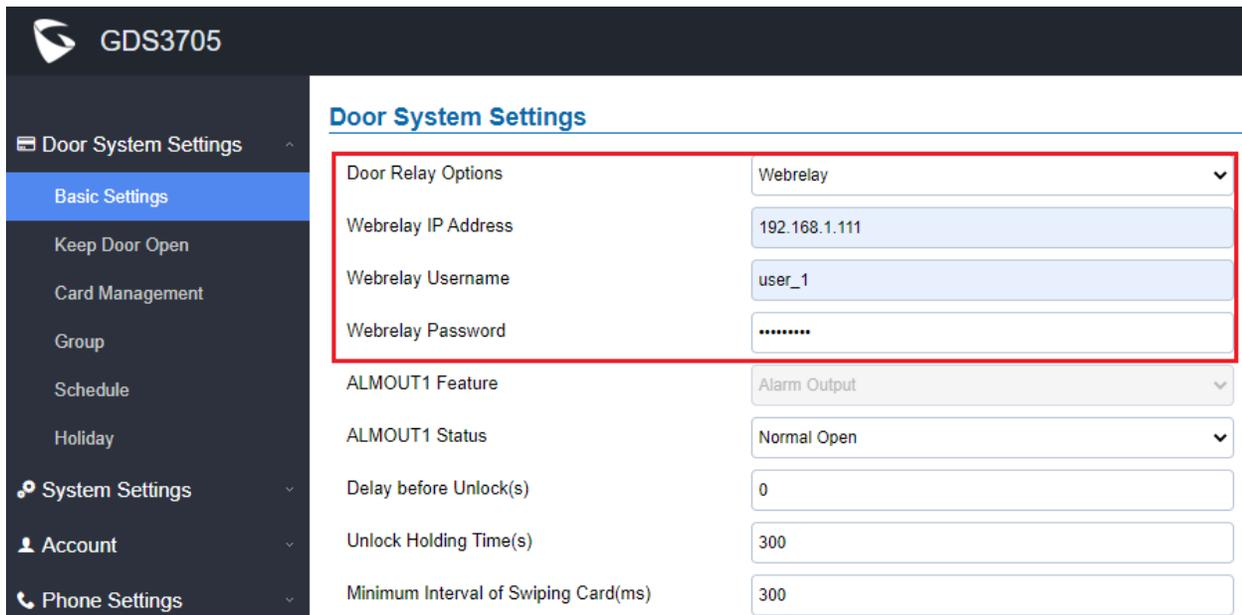 GDS3705
Door System Settings
Basic Settings
Keep Door Open
Card Management
Group
Schedule
Holiday
System Settings
Account
Phone Settings
Door System Settings
Door Relay Options Webrelay
Webrelay IP Address 192.168.1.111
Webrelay Username user_1
Webrelay Password •••••••••
ALMOUT1 Feature Alarm Output
ALMOUT1 Status Normal Open
Delay before Unlock(s) 0
Unlock Holding Time(s) 300
Minimum Interval of Swiping Card(ms) 300